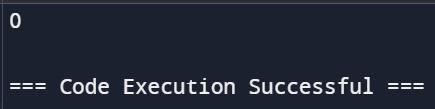 0
=== Code Execution Successful ===